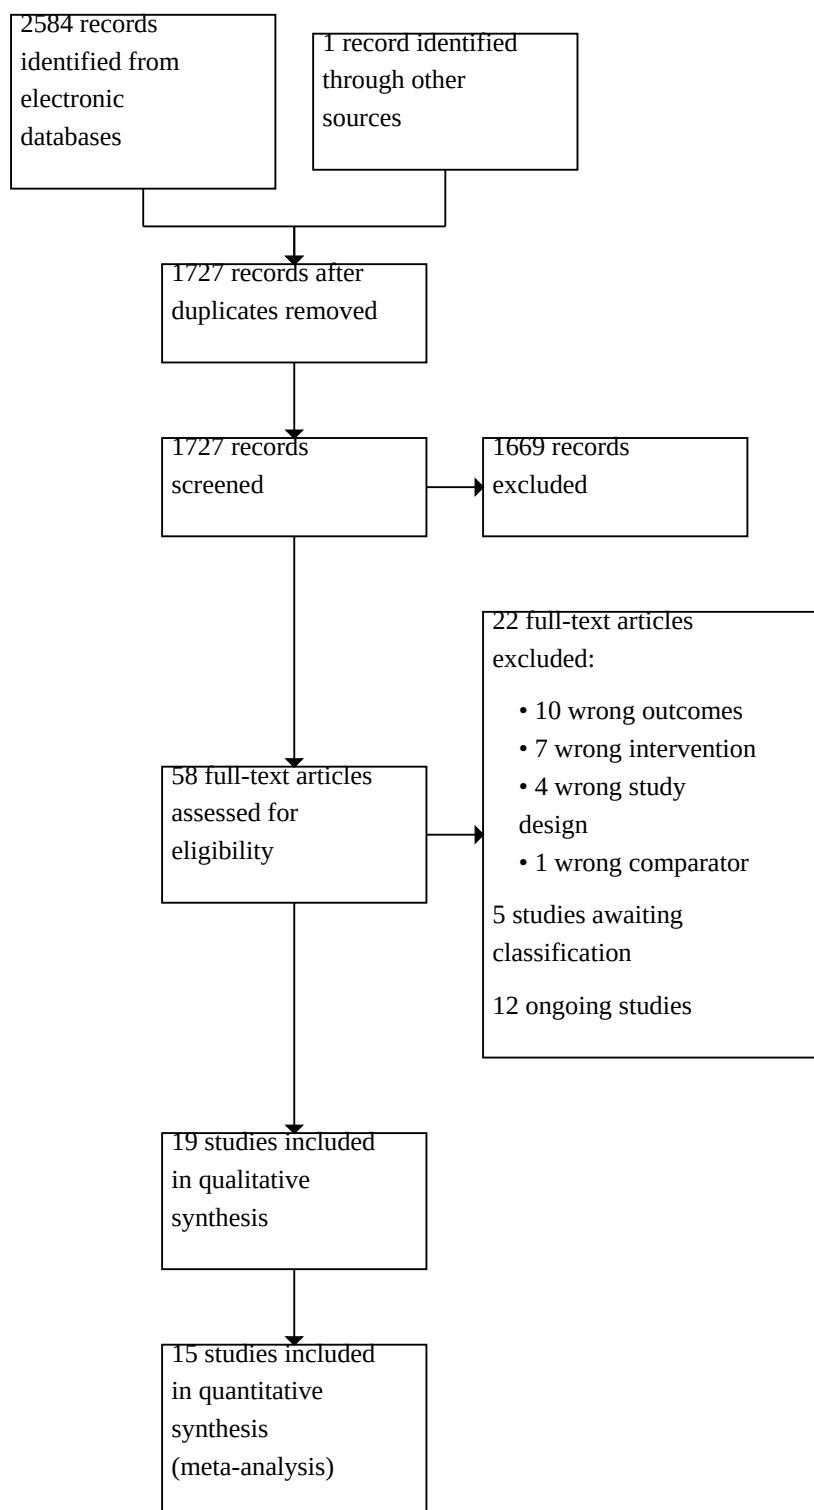 2584 records
identified from
electronic
databases
1 record identified
through other
sources
1727 records after
duplicates removed
1727 records
screened
1669 records
excluded
22 full-text articles
excluded:
• 10 wrong outcomes
• 7 wrong intervention
• 4 wrong study
design
• 1 wrong comparator
5 studies awaiting
classification
12 ongoing studies
58 full-text articles
assessed for
eligibility
19 studies included
in qualitative
synthesis
15 studies included
in quantitative
synthesis
(meta-analysis)